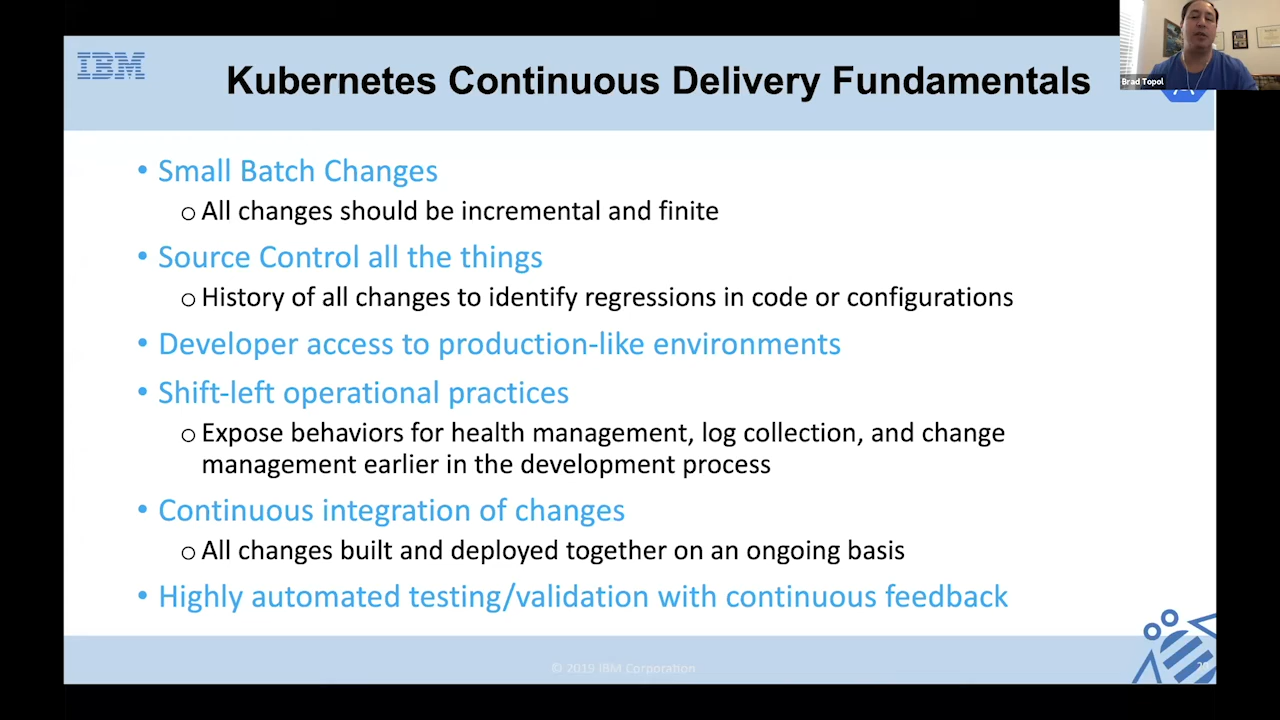 IBM
Kubernetes Continuous Delivery Fundamentals
Brad Topol
• Small Batch Changes
o All changes should be incremental and finite
• Source Control all the things
o History of all changes to identify regressions in code or configurations
• Developer access to production-like environments
• Shift-left operational practices
o Expose behaviors for health management, log collection, and change
management earlier in the development process
• Continuous integration of changes
o All changes built and deployed together on an ongoing basis
• Highly automated testing/validation with continuous feedback
© 2019 IBM Corporation